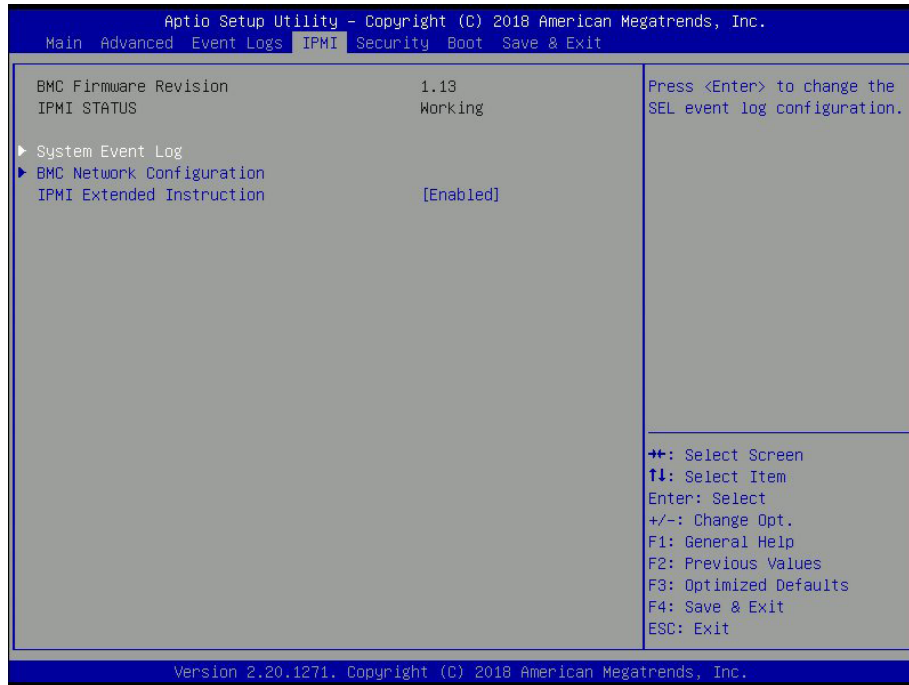 Aptio Setup Utility – Copyright (C) 2018 American Megatrends, Inc.
Main Advanced Event Logs IPMI Security Boot Save & Exit
BMC Firmware Revision 1.13
IPMI STATUS Working
System Event Log
BMC Network Configuration
IPMI Extended Instruction [Enabled]
Press <Enter> to change the
SEL event log configuration.
→←: Select Screen
↑↓: Select Item
Enter: Select
+/-: Change Opt.
F1: General Help
F2: Previous Values
F3: Optimized Defaults
F4: Save & Exit
ESC: Exit
Version 2.20.1271. Copyright (C) 2018 American Megatrends, Inc.